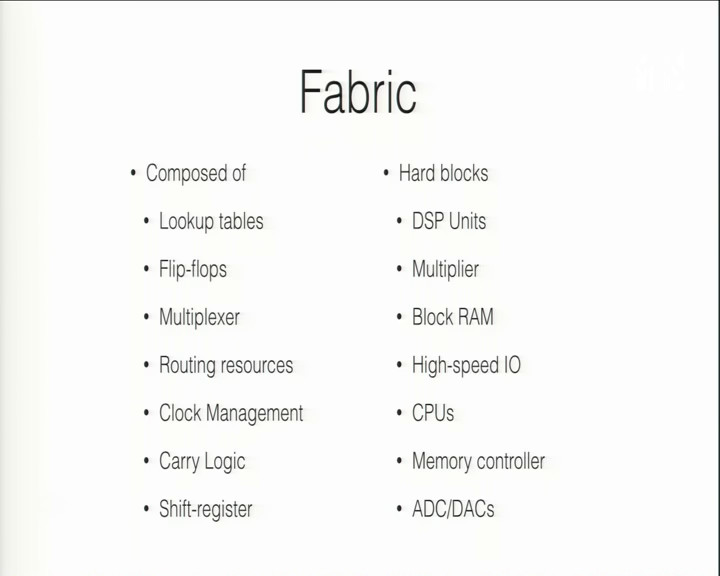 Fabric
• Composed of
• Lookup tables
• Flip-flops
• Multiplexer
• Routing resources
• Clock Management
• Carry Logic
• Shift-register
• Hard blocks
• DSP Units
• Multiplier
• Block RAM
• High-speed IO
• CPUs
• Memory controller
• ADC/DACs